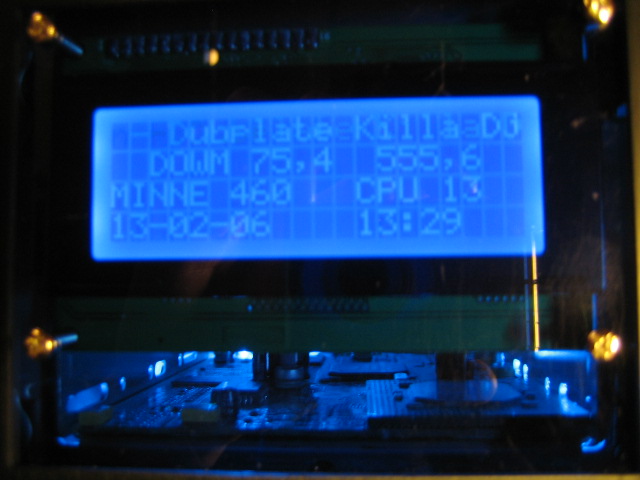 - Dubplate Killa DJ
DOWM 75,4 555,6
MINNE 460 CPU 13
13-02-06 13:29